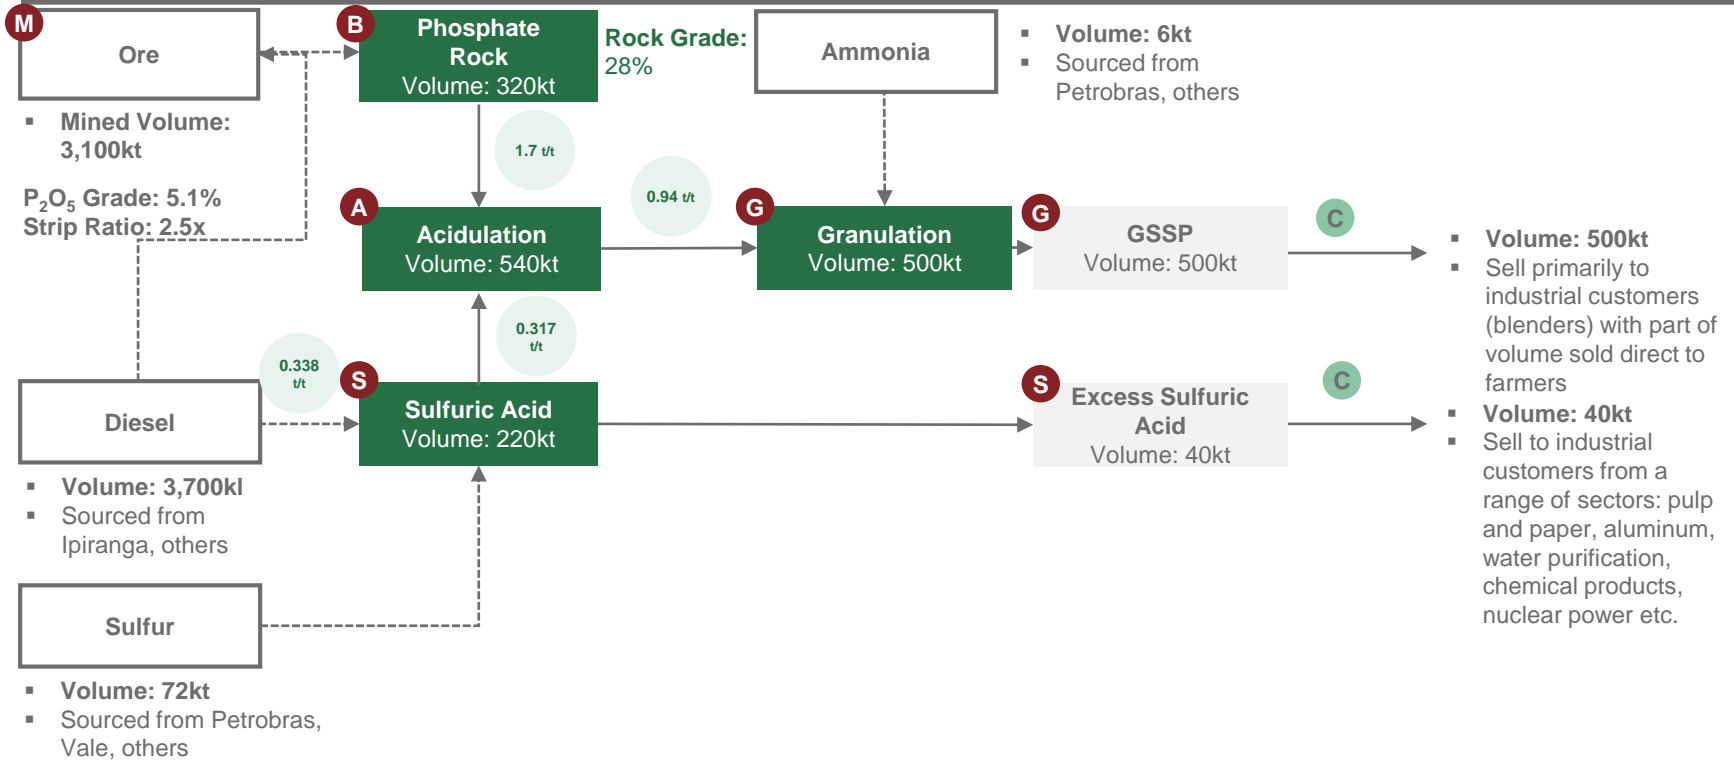 M
Ore
▪ Mined Volume:
3,100kt
P₂O₅ Grade: 5.1%
Strip Ratio: 2.5x
B
Phosphate
Rock
Volume: 320kt
Rock Grade:
28%
Ammonia
▪ Volume: 6kt
▪ Sourced from
Petrobras, others
1.7 t/t
A
Acidulation
Volume: 540kt
0.94 t/t
G
Granulation
Volume: 500kt
G
GSSP
Volume: 500kt
C
▪ Volume: 500kt
▪ Sell primarily to
industrial customers
(blenders) with part of
volume sold direct to
farmers
0.317
t/t
0.338
t/t
Diesel
▪ Volume: 3,700kl
▪ Sourced from
Ipiranga, others
S
Sulfuric Acid
Volume: 220kt
S
Excess Sulfuric
Acid
Volume: 40kt
C
▪ Volume: 40kt
▪ Sell to industrial
customers from a
range of sectors: pulp
and paper, aluminum,
water purification,
chemical products,
nuclear power etc.
Sulfur
▪ Volume: 72kt
▪ Sourced from Petrobras,
Vale, others